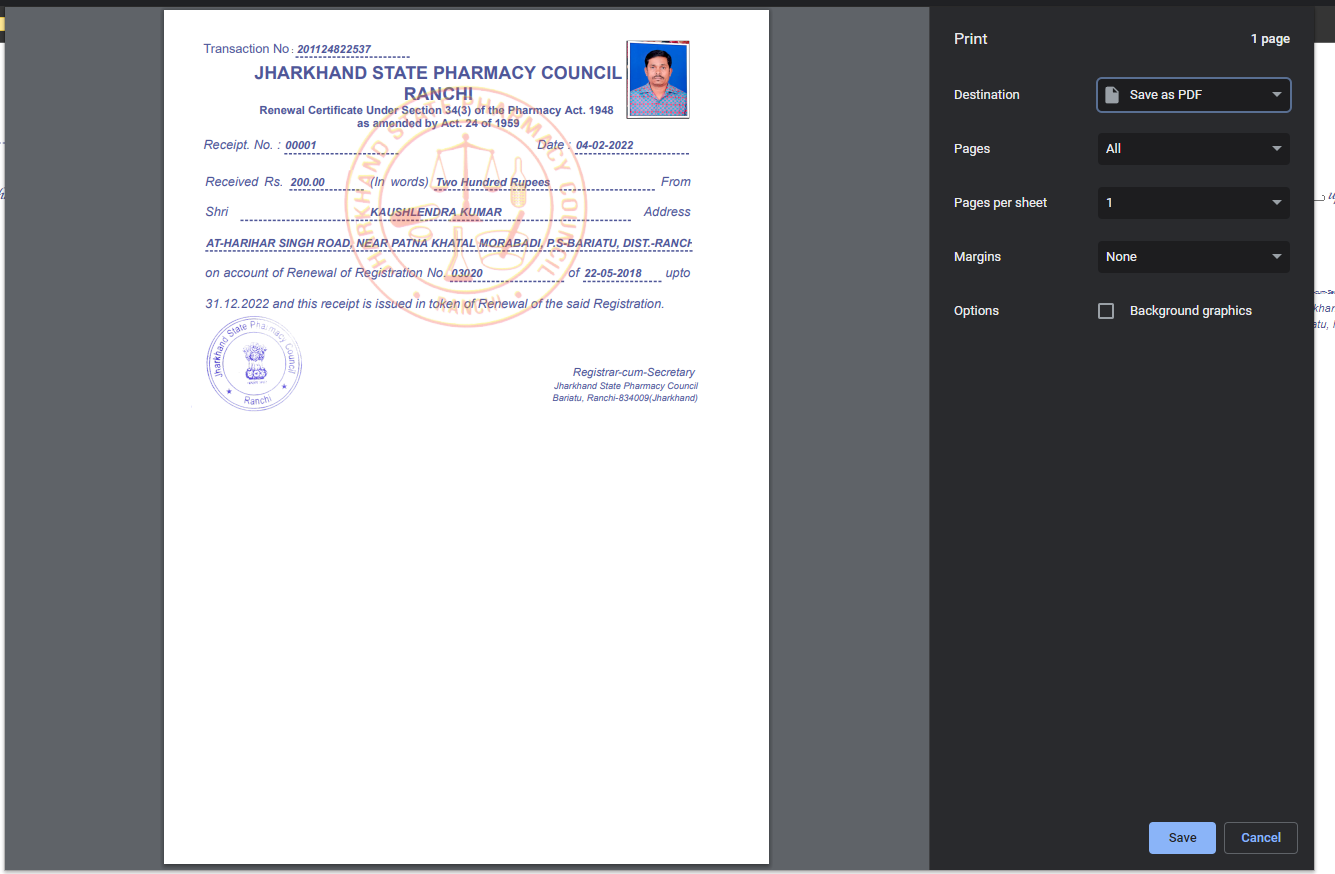 Transaction No : 201124822537
JHARKHAND STATE PHARMACY COUNCIL
RANCHI
Renewal Certificate Under Section 34(3) of the Pharmacy Act. 1948
as amended by Act. 24 of 1959
Receipt. No. : 00001 Date : 04-02-2022
Received Rs. 200.00 (In words) Two Hundred Rupees From
Shri KAUSHLENDRA KUMAR Address
AT-HARIHAR SINGH ROAD, NEAR PATNA KHATAL MORABADI, P.S-BARIATU, DIST.-RANCH
on account of Renewal of Registration No. 03020 of 22-05-2018 upto
31.12.2022 and this receipt is issued in token of Renewal of the said Registration.
JHARKHAND STATE PHARMACY COUNCIL
RANCHI
Jharkhand State Pharmacy Council
Ranchi
Registrar-cum-Secretary
Jharkhand State Pharmacy Council
Bariatu, Ranchi-834009(Jharkhand)
Print 1 page
Destination Save as PDF
Pages All
Pages per sheet 1
Margins None
Options Background graphics
Save Cancel